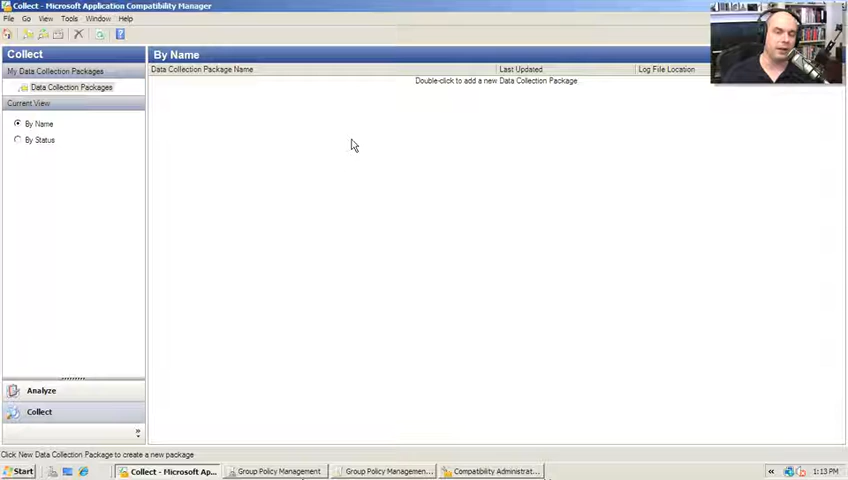 Collect - Microsoft Application Compatibility Manager
File Go View Tools Window Help
Collect
My Data Collection Packages
Data Collection Packages
Current View
By Name
By Status
By Name
Data Collection Package Name Last Updated Log File Location
Double-click to add a new Data Collection Package
Analyze
Collect
»
Click New Data Collection Package to create a new package
Start Collect - Microsoft Ap... Group Policy Management Group Policy Managemen... Compatibility Administrat... « 1:13 PM